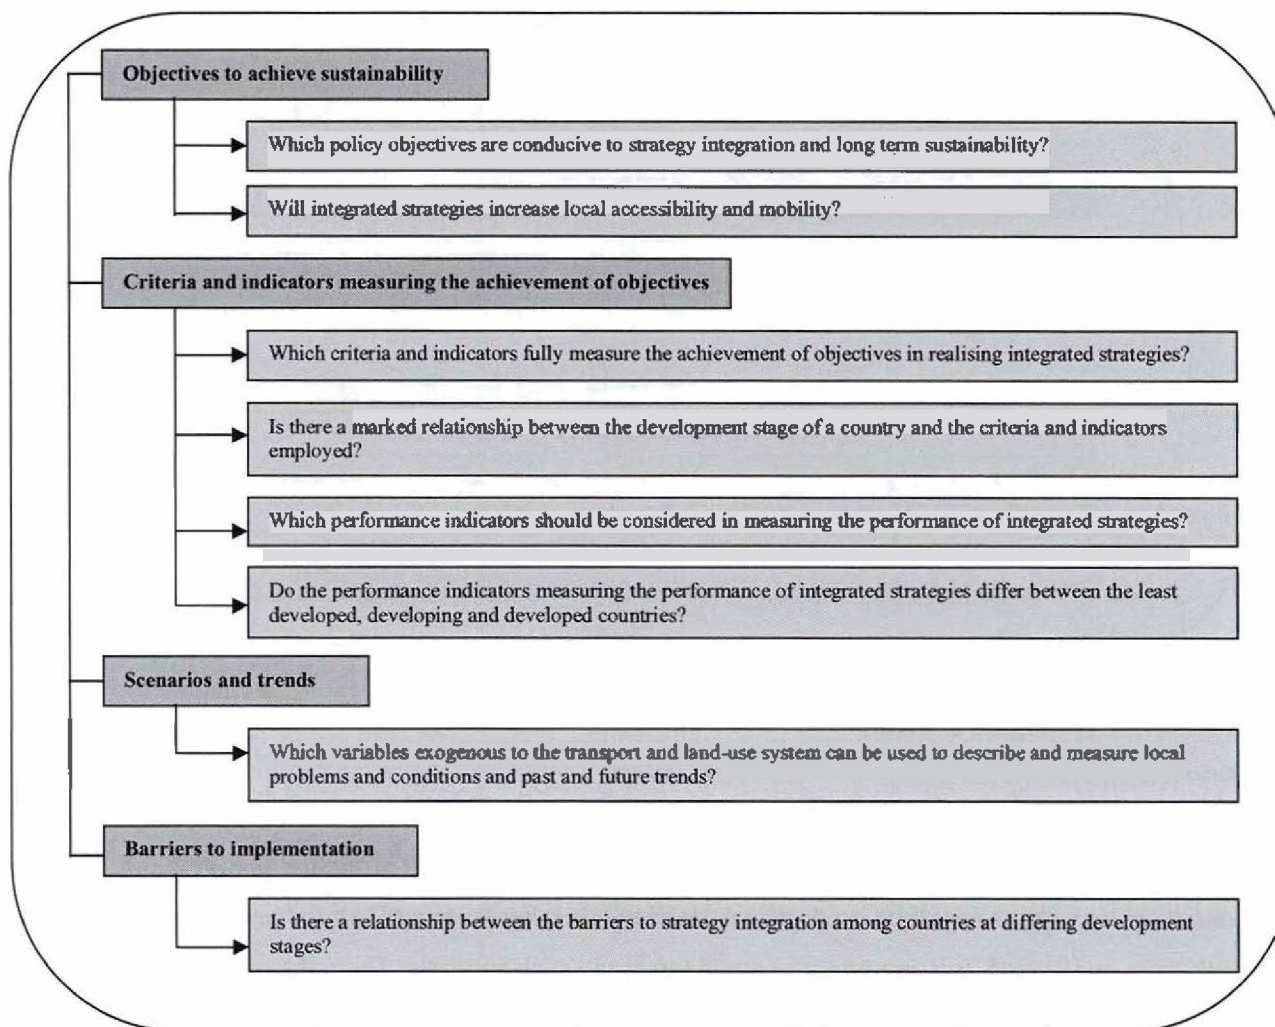 Objectives to achieve sustainability
Which policy objectives are conducive to strategy integration and long term sustainability?
Will integrated strategies increase local accessibility and mobility?
Criteria and indicators measuring the achievement of objectives
Which criteria and indicators fully measure the achievement of objectives in realising integrated strategies?
Is there a marked relationship between the development stage of a country and the criteria and indicators
employed?
Which performance indicators should be considered in measuring the performance of integrated strategies?
Do the performance indicators measuring the performance of integrated strategies differ between the least
developed, developing and developed countries?
Scenarios and trends
Which variables exogenous to the transport and land-use system can be used to describe and measure local
problems and conditions and past and future trends?
Barriers to implementation
Is there a relationship between the barriers to strategy integration among countries at differing development
stages?